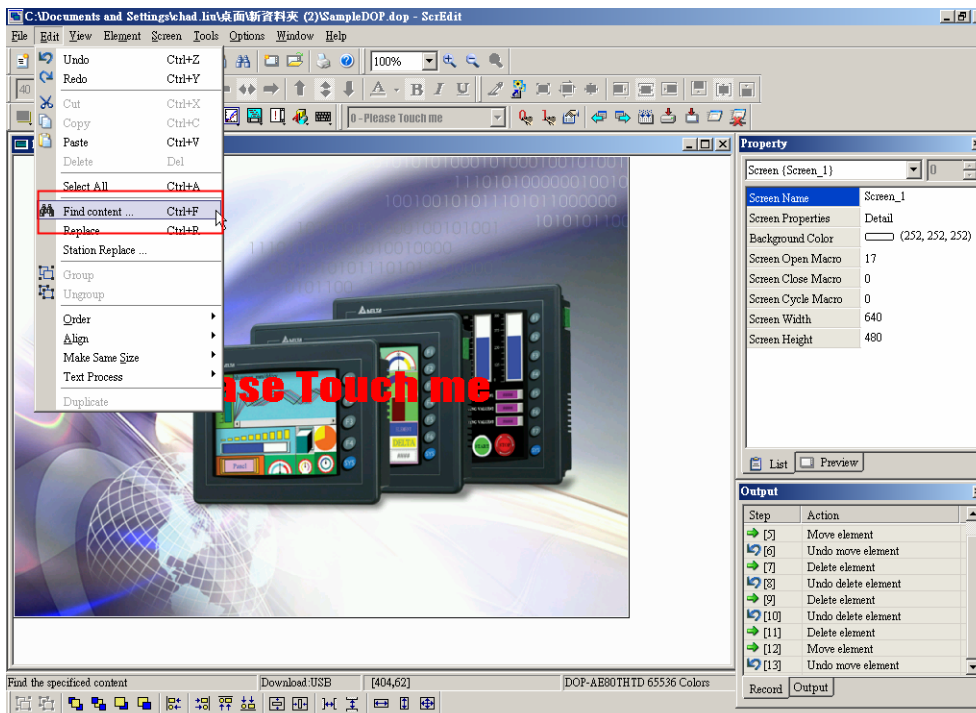 C:\Documents and Settings\chad.liu\桌面\新資料夾 (2)\SampleDOP.dop - ScrEdit
File Edit View Element Screen Tools Options Window Help
Undo Ctrl+Z
Redo Ctrl+Y
Cut Ctrl+X
Copy Ctrl+C
Paste Ctrl+V
Delete Del
Select All Ctrl+A
Find content ... Ctrl+F
Replace Ctrl+R
Station Replace ...
Group
Ungroup
Order
Align
Make Same Size
Text Process
Duplicate
100%
40
A B I U
0 - Please Touch me
ase Touch me
DELTA
START
Panel
Property
Screen {Screen_1} 0
Screen Name Screen_1
Screen Properties Detail
Background Color (252, 252, 252)
Screen Open Macro 17
Screen Close Macro 0
Screen Cycle Macro 0
Screen Width 640
Screen Height 480
List Preview
Output
Step Action
[5] Move element
[6] Undo move element
[7] Delete element
[8] Undo delete element
[9] Delete element
[10] Undo delete element
[11] Delete element
[12] Move element
[13] Undo move element
Record Output
Find the specificed content Download:USB [404,62] DOP-AE80THTD 65536 Colors